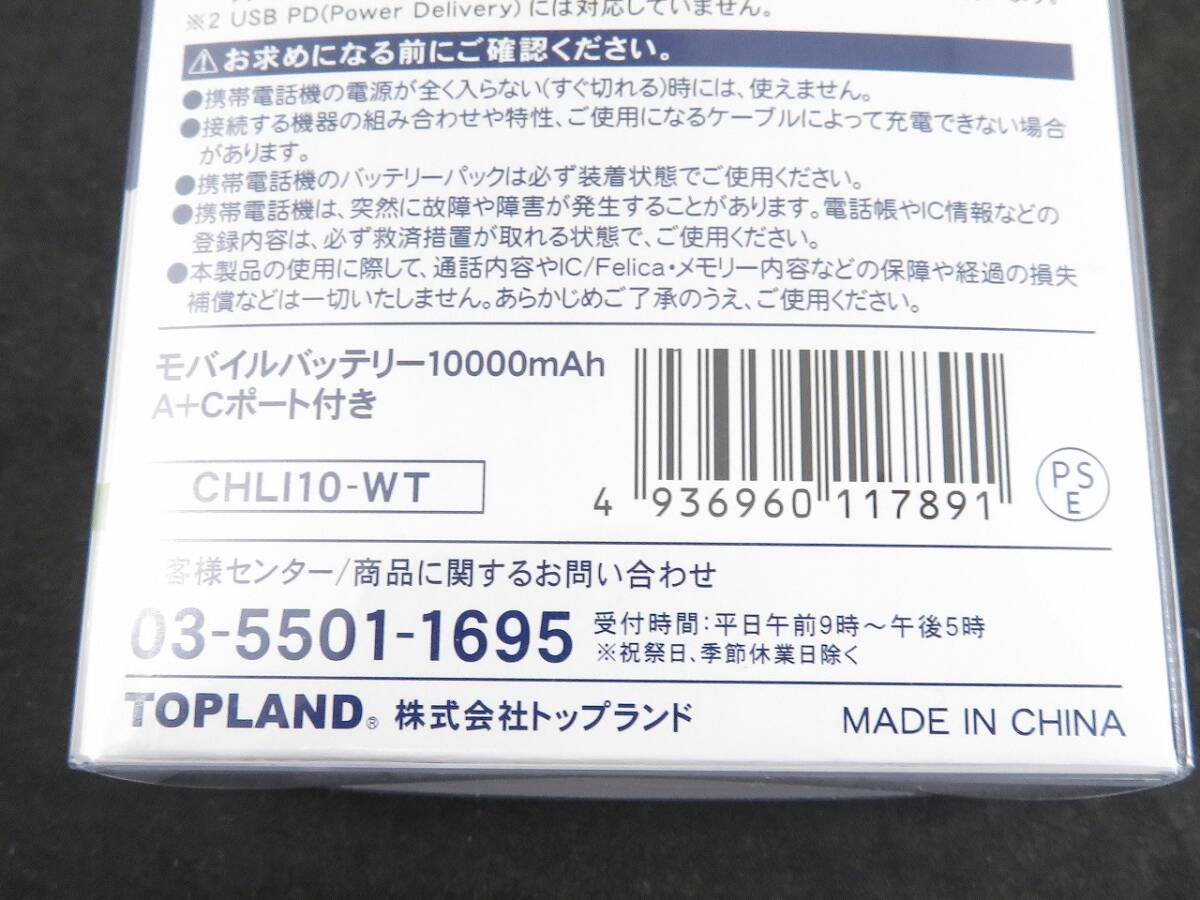 ※2 USB PD(Power Delivery)には対応していません。
⚠お求めになる前にご確認ください。
●携帯電話機の電源が全く入らない(すぐ切れる)時には、使えません。
●接続する機器の組み合わせや特性、ご使用になるケーブルによって充電できない場合
があります。
●携帯電話機のバッテリーパックは必ず装着状態でご使用ください。
●携帯電話機は、突然に故障や障害が発生することがあります。電話帳やIC情報などの
登録内容は、必ず救済措置が取れる状態で、ご使用ください。
●本製品の使用に際して、通話内容やIC/Felica・メモリー内容などの保障や経過の損失
補償などは一切いたしません。あらかじめご了承のうえ、ご使用ください。
モバイルバッテリー10000mAh
A+Cポート付き
CHLI10-WT
4 936960 117891
PS
E
客様センター/商品に関するお問い合わせ
03-5501-1695
受付時間:平日午前9時~午後5時
※祝祭日、季節休業日除く
TOPLAND® 株式会社トップランド
MADE IN CHINA